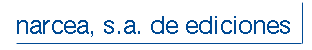 narcea, s.a. de ediciones